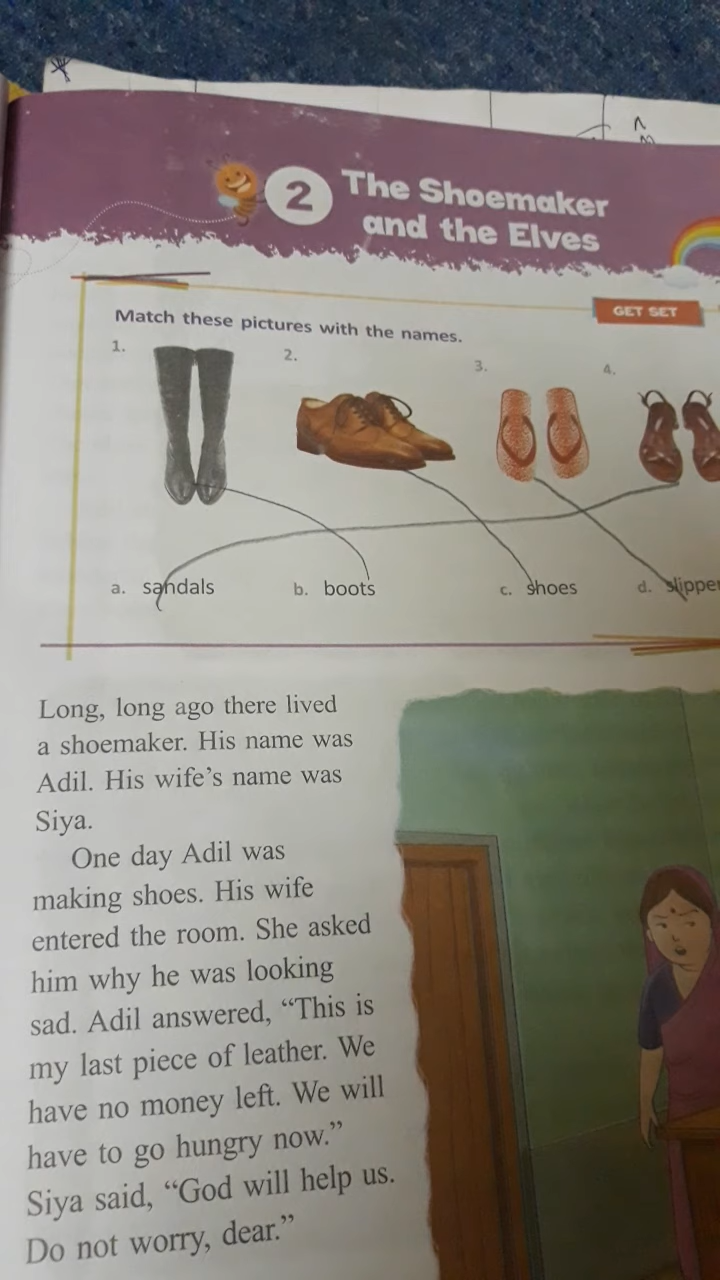 2
The Shoemaker
and the Elves
GET SET
Match these pictures with the names.
1.
2.
3.
4.
a. sandals
b. boots
c. shoes
d. slipper
Long, long ago there lived
a shoemaker. His name was
Adil. His wife's name was
Siya.
One day Adil was
making shoes. His wife
entered the room. She asked
him why he was looking
sad. Adil answered, “This is
my last piece of leather. We
have no money left. We will
have to go hungry now.”
Siya said, “God will help us.
Do not worry, dear.”